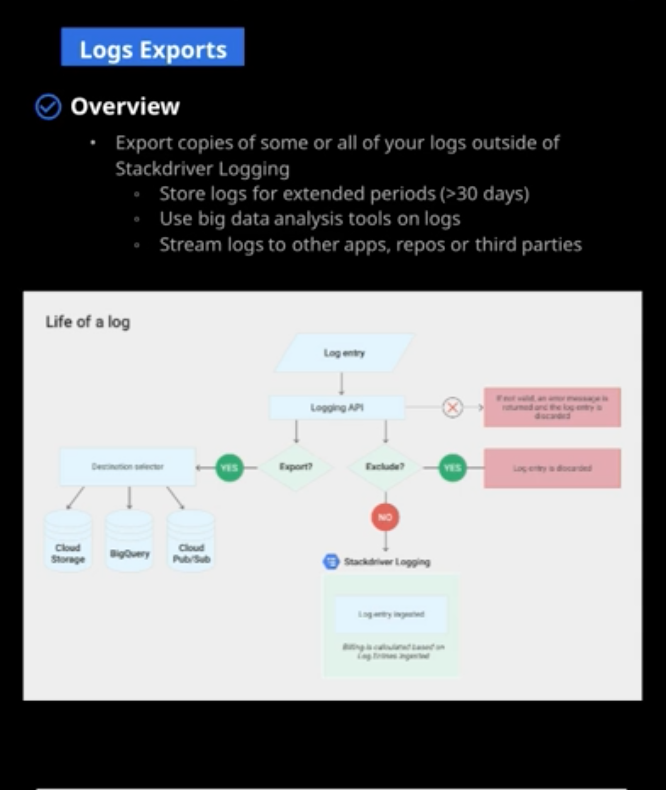 Logs Exports
Overview
• Export copies of some or all of your logs outside of
Stackdriver Logging
◦ Store logs for extended periods (>30 days)
◦ Use big data analysis tools on logs
◦ Stream logs to other apps, repos or third parties
Life of a log
Log entry
Logging API
If not valid, an error message is
returned and the log entry is
discarded
Destination selector
YES
Export?
Exclude?
YES
Log entry is discarded
NO
Cloud
Storage
BigQuery
Cloud
Pub/Sub
Stackdriver Logging
Log entry ingested
Billing is calculated based on
Log Entries ingested